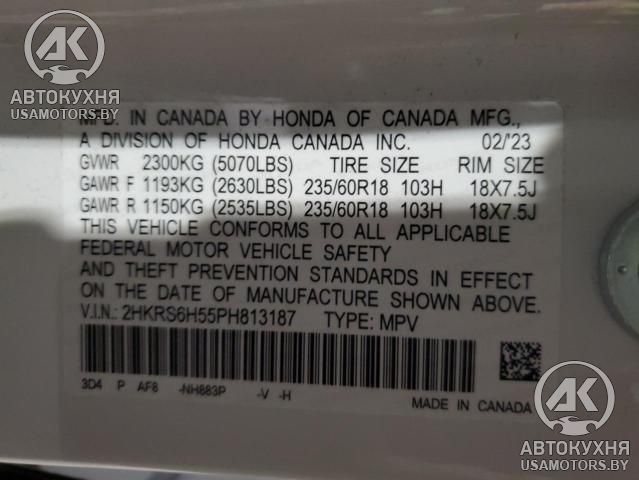 АК
АВТОКУХНЯ
USAMOTORS.BY
MFD. IN CANADA BY HONDA OF CANADA MFG.,
A DIVISION OF HONDA CANADA INC. 02/'23
GVWR 2300KG (5070LBS) TIRE SIZE RIM SIZE
GAWR F 1193KG (2630LBS) 235/60R18 103H 18X7.5J
GAWR R 1150KG (2535LBS) 235/60R18 103H 18X7.5J
THIS VEHICLE CONFORMS TO ALL APPLICABLE
FEDERAL MOTOR VEHICLE SAFETY
AND THEFT PREVENTION STANDARDS IN EFFECT
ON THE DATE OF MANUFACTURE SHOWN ABOVE.
V.I.N.: 2HKRS6H55PH813187 TYPE: MPV
3D4 P AF8 -NH883P -V -H
MADE IN CANADA
АК
АВТОКУХНЯ
USAMOTORS.BY